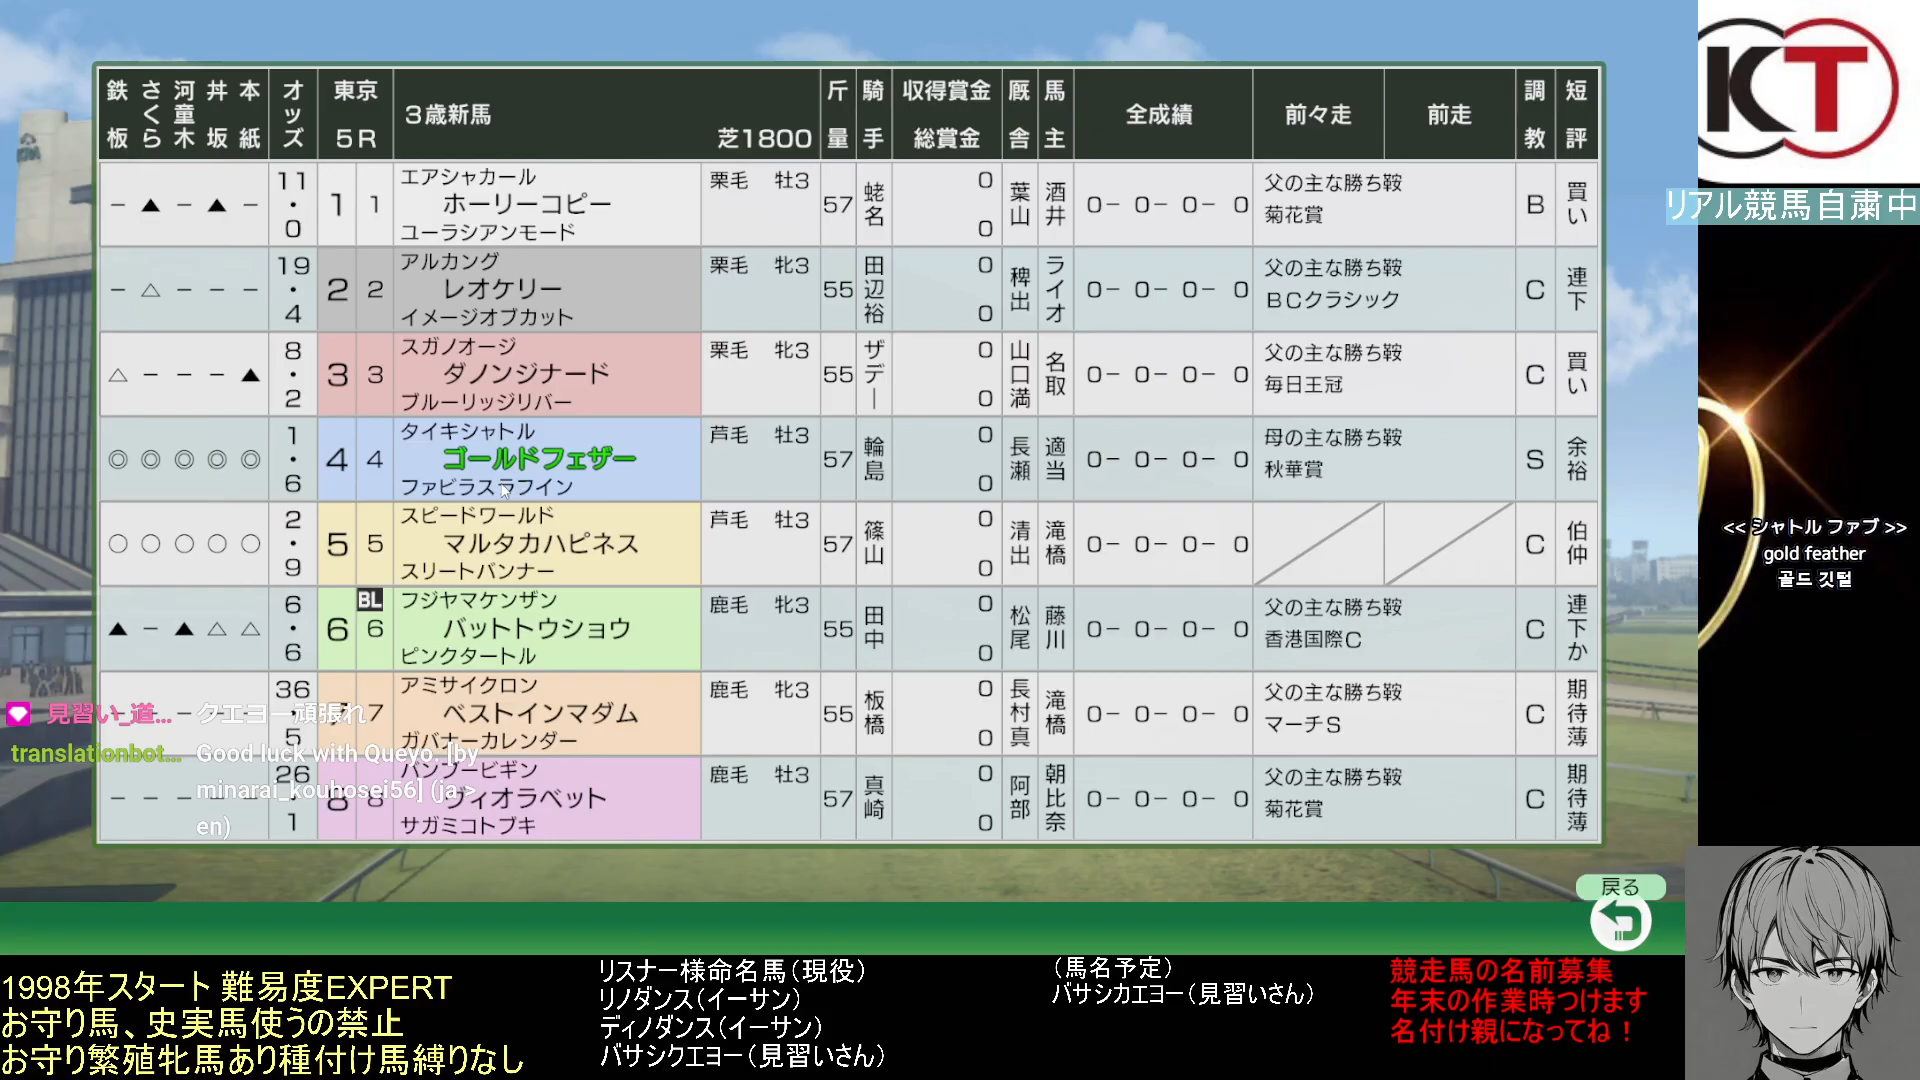 鉄板 さくら 河童木 井坂 本紙 オッズ 東京 5R 3歳新馬 芝1800 斤量 騎手 収得賞金 総賞金 厩舎 馬主 全成績 前々走 前走 調教 短評
－ ▲ － ▲ － 11・0 1 1 エアシャカール 栗毛 牡3 57 蛯名 0 葉山 酒井 0－ 0－ 0－ 0 父の主な勝ち鞍 B 買い
ホーリーコピー
ユーラシアンモード 0 菊花賞
－ △ － － － 19・4 2 2 アルカング 栗毛 牝3 55 田辺裕 0 稗出 ライオ 0－ 0－ 0－ 0 父の主な勝ち鞍 C 連下
レオケリー
イメージオブカット 0 BCクラシック
△ － － － ▲ 8・2 3 3 スガノオージ 栗毛 牝3 55 ザデー 0 山口満 名取 0－ 0－ 0－ 0 父の主な勝ち鞍 C 買い
ダノンジナード
ブルーリッジリバー 0 毎日王冠
◎ ◎ ◎ ◎ ◎ 1・6 4 4 タイキシャトル 芦毛 牡3 57 輪島 0 長瀬 適当 0－ 0－ 0－ 0 母の主な勝ち鞍 S 余裕
ゴールドフェザー
ファビラスラフイン 0 秋華賞
○ ○ ○ ○ ○ 2・9 5 5 スピードワールド 芦毛 牡3 57 篠山 0 清出 滝橋 0－ 0－ 0－ 0 C 伯仲
マルタカハピネス
スリートバンナー 0
▲ － ▲ △ △ 6・6 6 BL 6 フジヤマケンザン 鹿毛 牝3 55 田中 0 松尾 藤川 0－ 0－ 0－ 0 父の主な勝ち鞍 C 連下か
バットトウショウ
ピンクタートル 0 香港国際C
36・5 7 アミサイクロン 鹿毛 牝3 55 板橋 0 長村真 滝橋 0－ 0－ 0－ 0 父の主な勝ち鞍 C 期待薄
ベストインマダム
ガバナーカレンダー 0 マーチS
－ － － － 26・1 8 8 バンブービギン 鹿毛 牡3 57 真崎 0 阿部 朝比奈 0－ 0－ 0－ 0 父の主な勝ち鞍 C 期待薄
ヴィオラベット
サガミコトブキ 0 菊花賞
見習い_道... クエヨー頑張れ
translationbot... Good luck with Queyo. [by
minarai_kouhosei56] (ja >
en)
戻る
KT
リアル競馬自粛中
<< シャトル ファブ >>
gold feather
골드 깃털
1998年スタート 難易度EXPERT
お守り馬、史実馬使うの禁止
お守り繁殖牝馬あり種付け馬縛りなし
リスナー様命名馬(現役)
リノダンス(イーサン)
ディノダンス(イーサン)
バサシクエヨー(見習いさん)
(馬名予定)
バサシカエヨー(見習いさん)
競走馬の名前募集
年末の作業時つけます
名付け親になってね！